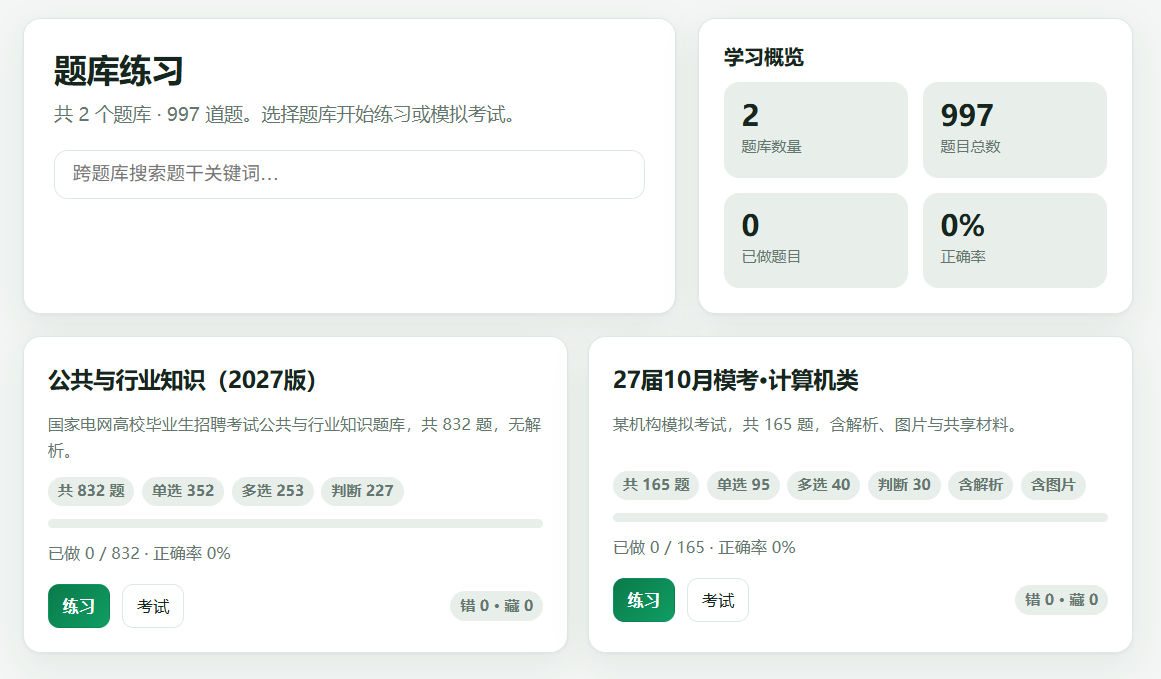 题库练习
共 2 个题库 · 997 道题。选择题库开始练习或模拟考试。
跨题库搜索题干关键词…
学习概览
2
题库数量
997
题目总数
0
已做题目
0%
正确率
公共与行业知识（2027版）
国家电网高校毕业生招聘考试公共与行业知识题库，共 832 题，无解
析。
共 832 题
单选 352
多选 253
判断 227
已做 0 / 832 · 正确率 0%
练习
考试
错 0 • 藏 0
27届10月模考•计算机类
某机构模拟考试，共 165 题，含解析、图片与共享材料。
共 165 题
单选 95
多选 40
判断 30
含解析
含图片
已做 0 / 165 · 正确率 0%
练习
考试
错 0 • 藏 0